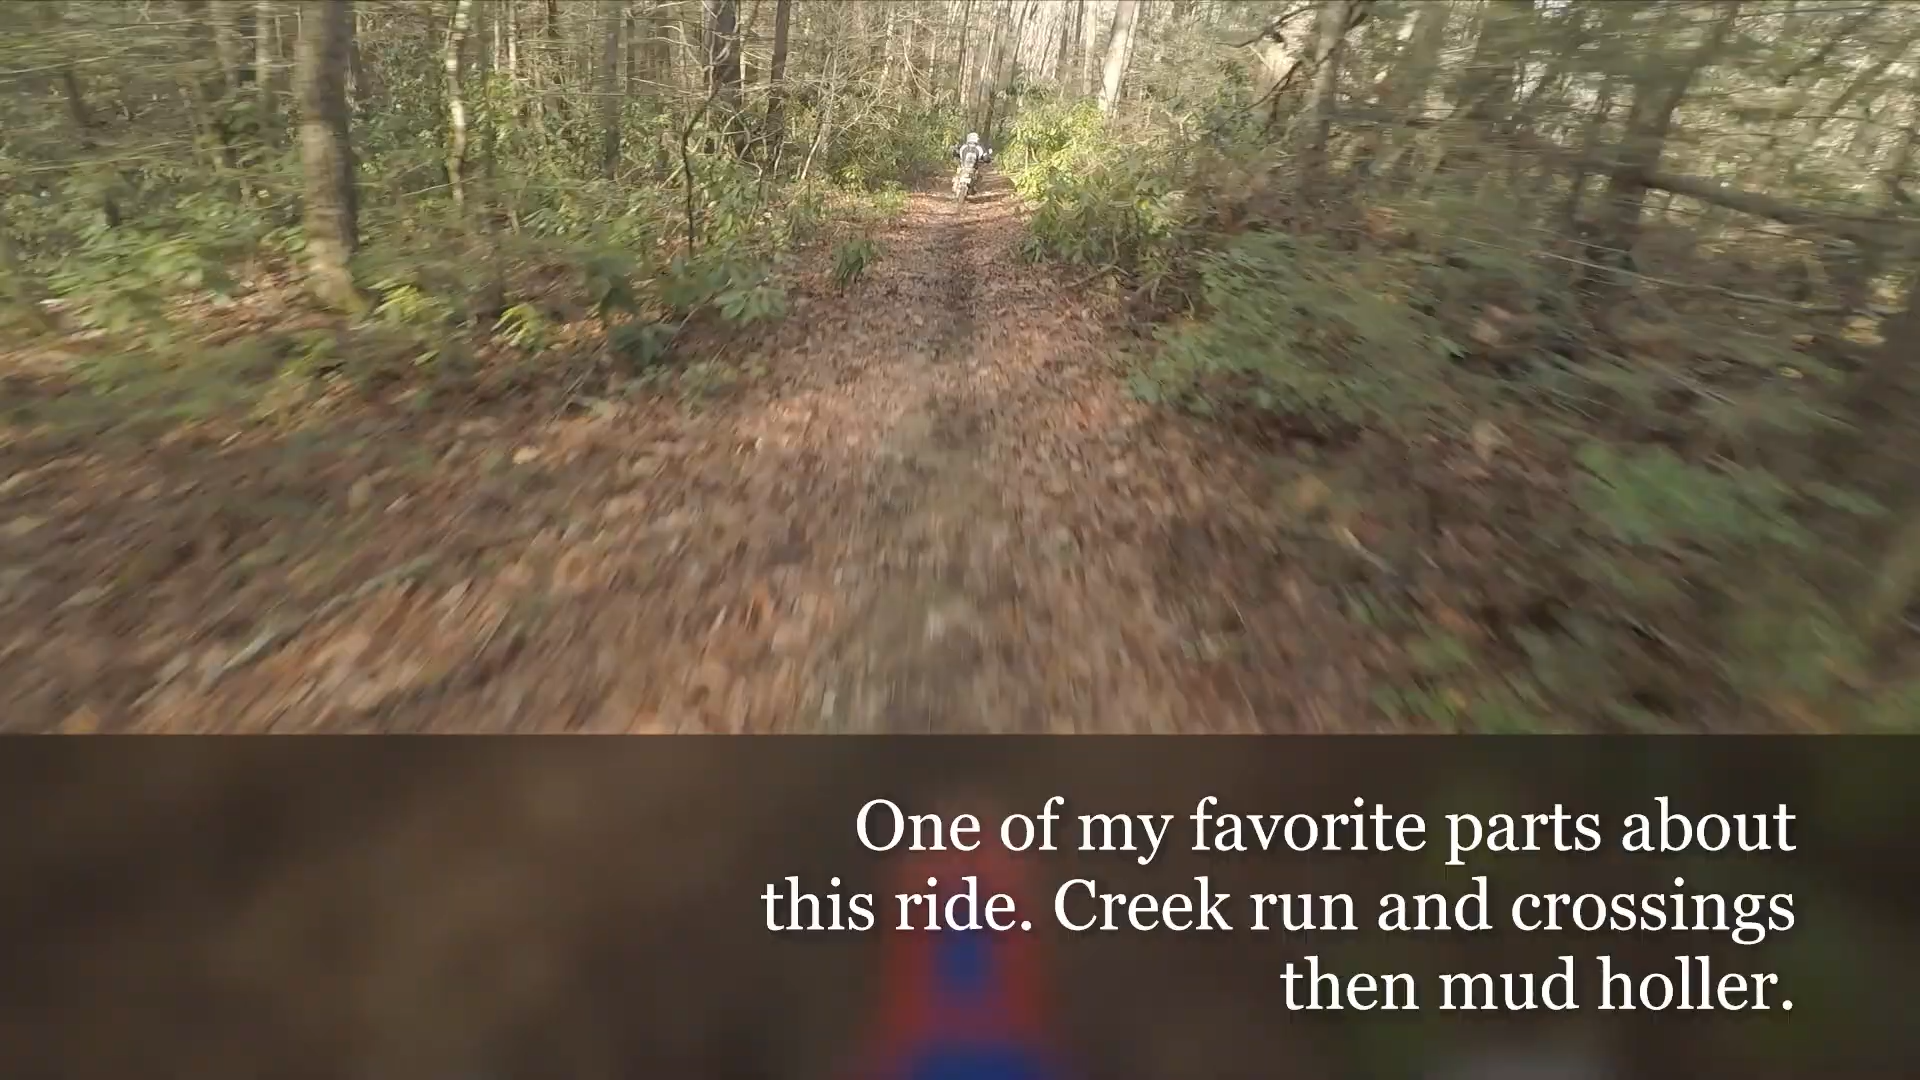 One of my favorite parts about
this ride. Creek run and crossings
then mud holler.